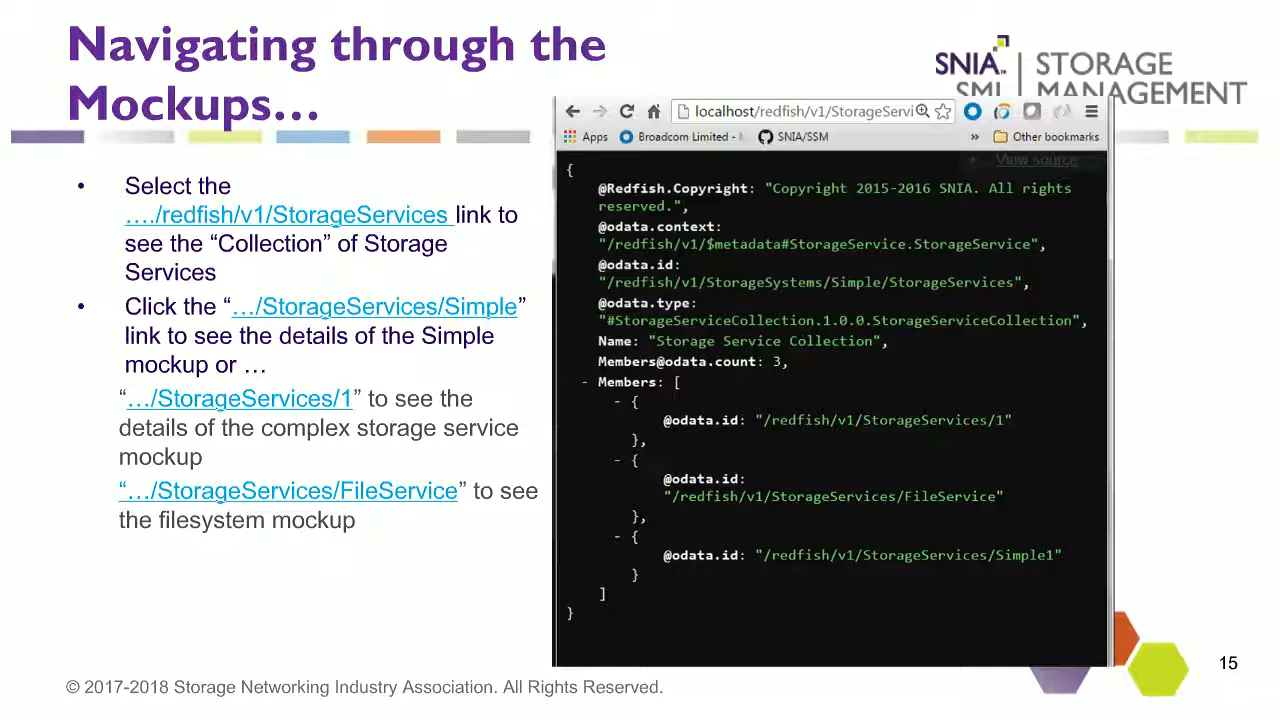 Navigating through the
Mockups…
SNIA™ | STORAGE
SMI | MANAGEMENT
• Select the
…./redfish/v1/StorageServices link to
see the “Collection” of Storage
Services
• Click the “…/StorageServices/Simple”
link to see the details of the Simple
mockup or …
“…/StorageServices/1” to see the
details of the complex storage service
mockup
“…/StorageServices/FileService” to see
the filesystem mockup
localhost/redfish/v1/StorageServi
Apps Broadcom Limited - SNIA/SSM » Other bookmarks
View source
{
@Redfish.Copyright: "Copyright 2015-2016 SNIA. All rights
reserved.",
@odata.context:
"/redfish/v1/$metadata#StorageService.StorageService",
@odata.id:
"/redfish/v1/StorageSystems/Simple/StorageServices",
@odata.type:
"#StorageServiceCollection.1.0.0.StorageServiceCollection",
Name: "Storage Service Collection",
Members@odata.count: 3,
- Members: [
- {
@odata.id: "/redfish/v1/StorageServices/1"
},
- {
@odata.id:
"/redfish/v1/StorageServices/FileService"
},
- {
@odata.id: "/redfish/v1/StorageServices/Simple1"
}
]
}
15
© 2017-2018 Storage Networking Industry Association. All Rights Reserved.